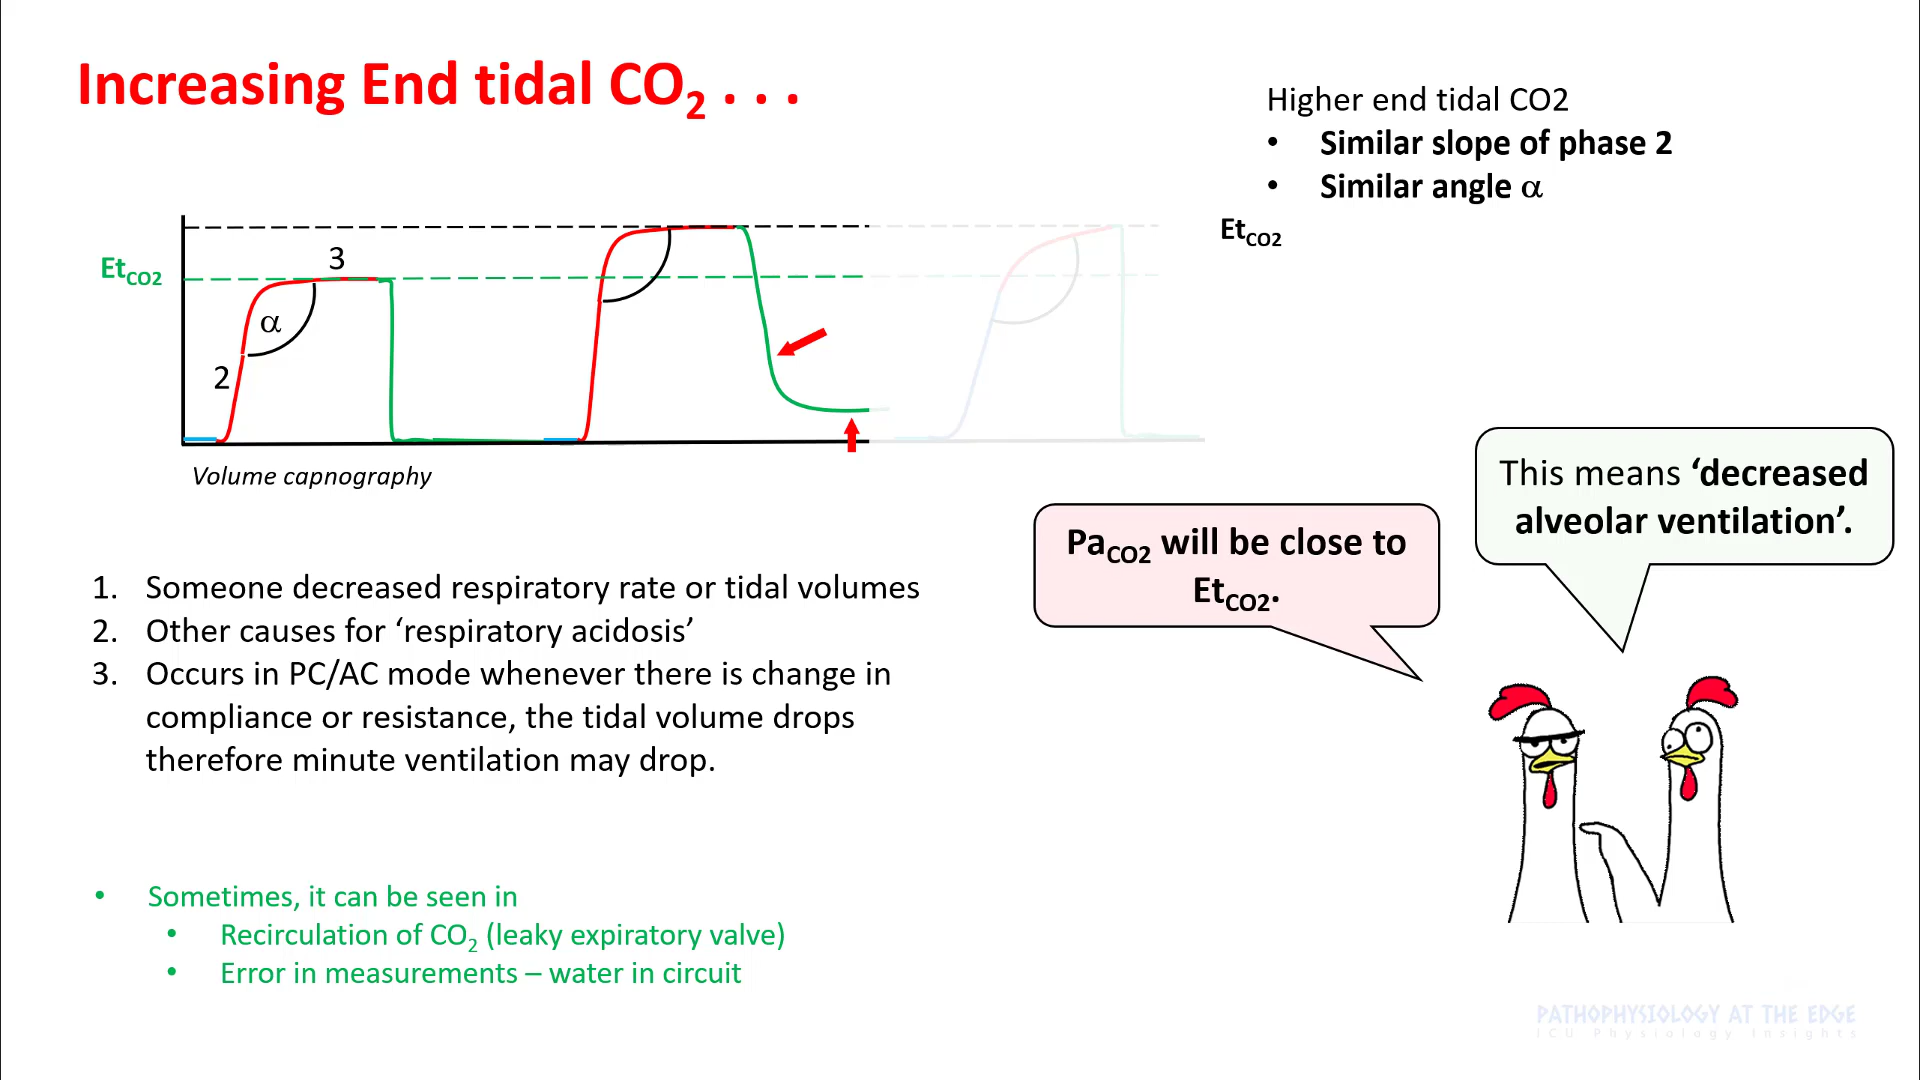 Increasing End tidal CO2 . . .
Higher end tidal CO2
• Similar slope of phase 2
• Similar angle α
EtCO2
EtCO2
3
α
2
Volume capnography
This means ‘decreased
alveolar ventilation’.
PaCO2 will be close to
EtCO2.
1. Someone decreased respiratory rate or tidal volumes
2. Other causes for ‘respiratory acidosis’
3. Occurs in PC/AC mode whenever there is change in
compliance or resistance, the tidal volume drops
therefore minute ventilation may drop.
• Sometimes, it can be seen in
• Recirculation of CO2 (leaky expiratory valve)
• Error in measurements – water in circuit
PATHOPHYSIOLOGY AT THE EDGE
ICU Physiology Insights